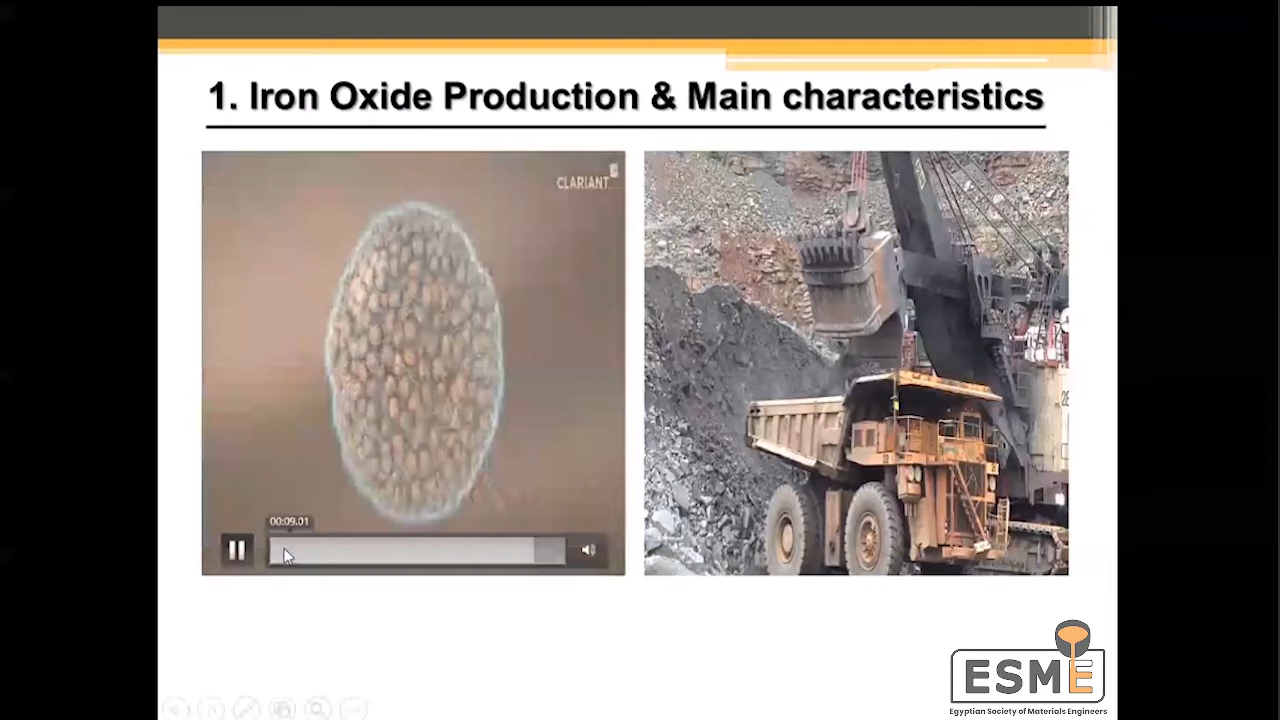 1. Iron Oxide Production & Main characteristics
CLARIANT
00:09.01
ESME
Egyptian Society of Materials Engineers